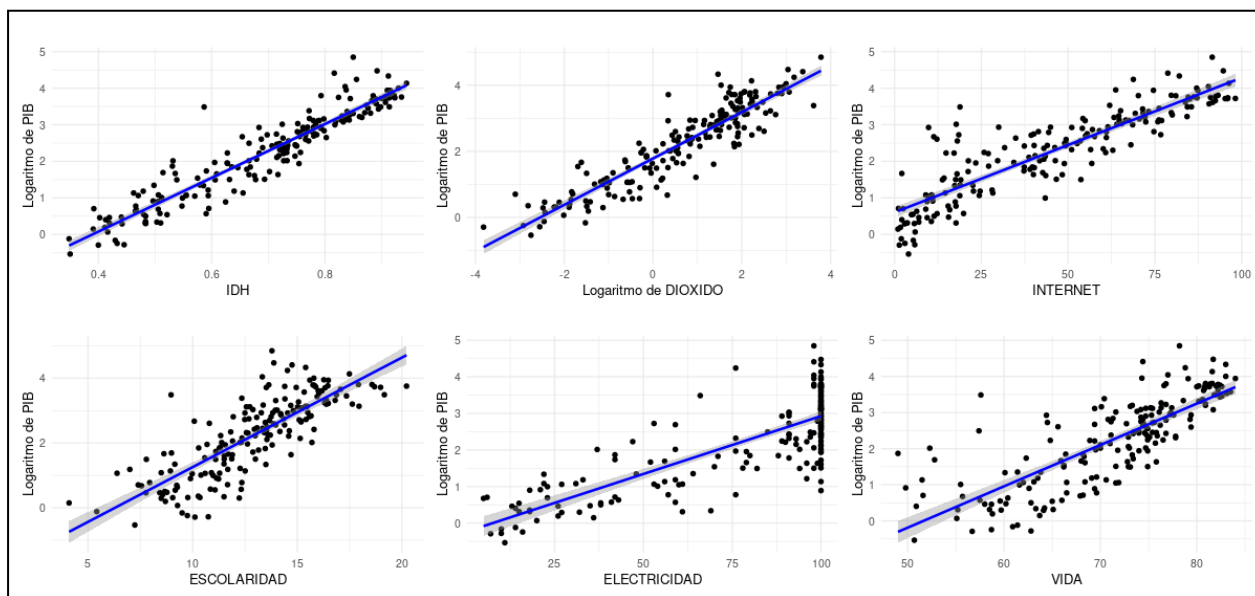 Logaritmo de PIB
5
4
3
2
1
0
0.4 0.6 0.8
IDH
Logaritmo de PIB
4
2
0
-4 -2 0 2 4
Logaritmo de DIOXIDO
Logaritmo de PIB
5
4
3
2
1
0
0 25 50 75 100
INTERNET
Logaritmo de PIB
4
2
0
5 10 15 20
ESCOLARIDAD
Logaritmo de PIB
5
4
3
2
1
0
25 50 75 100
ELECTRICIDAD
Logaritmo de PIB
5
4
3
2
1
0
50 60 70 80
VIDA